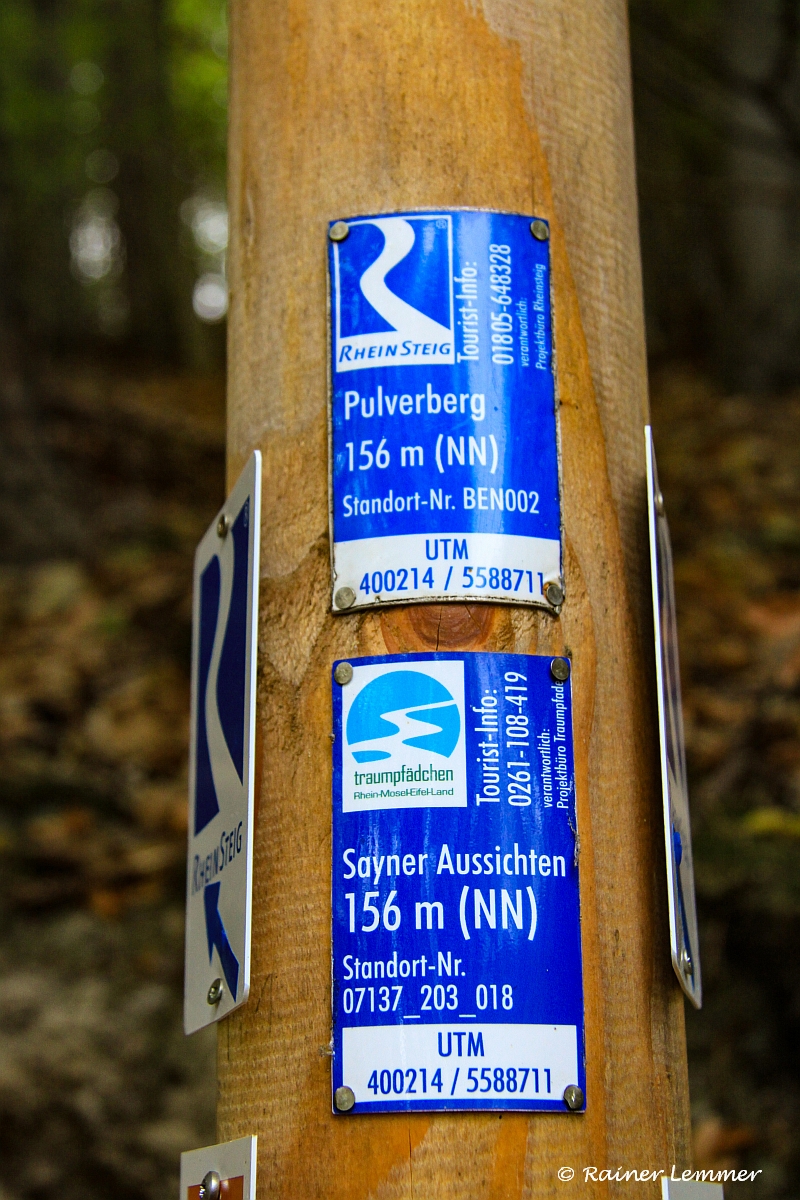 RHEINSTEIG
®
Tourist-Info:
01805-648328
verantwortlich:
Projektbüro Rheinsteig
Pulverberg
156 m (NN)
Standort-Nr. BEN002
UTM
400214 / 5588711
RHEINSTEIG
traumpfädchen
Rhein-Mosel-Eifel-Land
Tourist-Info:
0261-108-419
verantwortlich:
Projektbüro Traumpfade
Sayner Aussichten
156 m (NN)
Standort-Nr.
07137_203_018
UTM
400214 / 5588711
© Rainer Lemmer